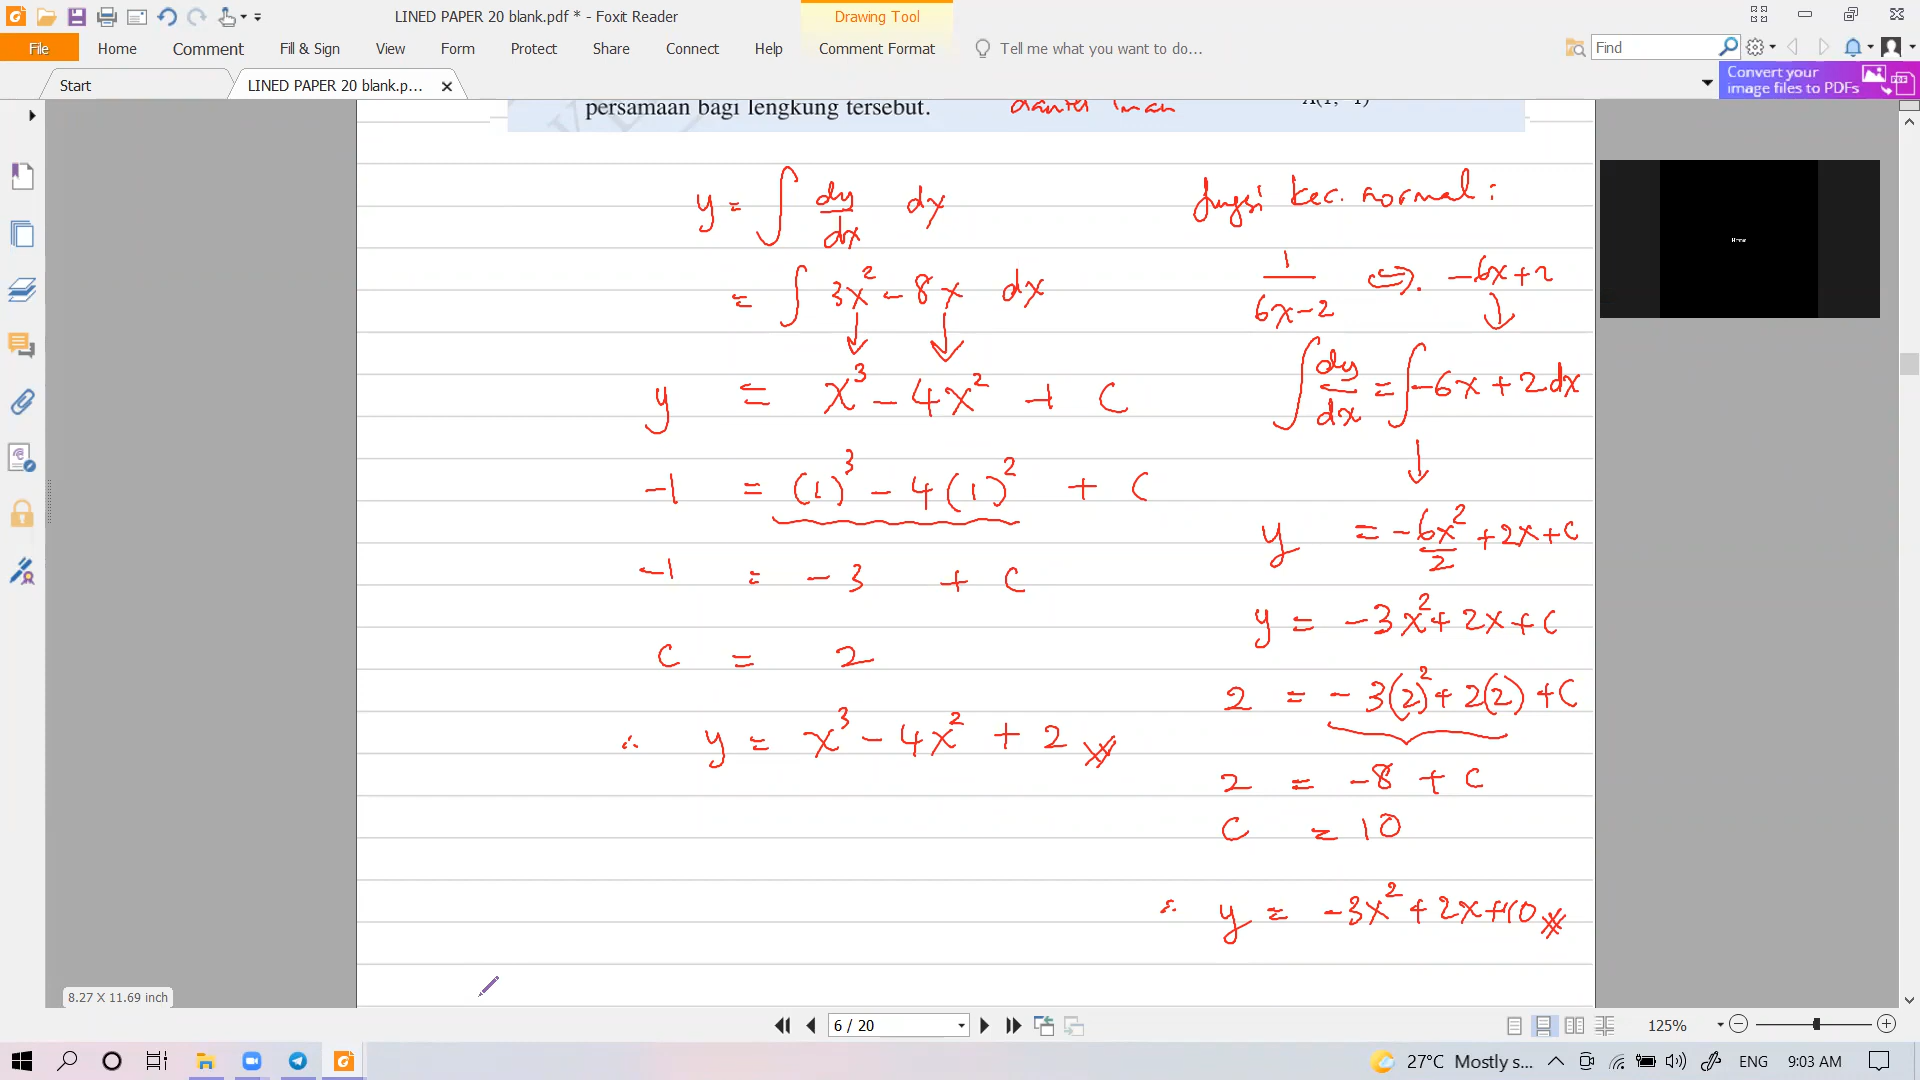 LINED PAPER 20 blank.pdf * - Foxit Reader
Drawing Tool
File Home Comment Fill & Sign View Form Protect Share Connect Help Comment Format Tell me what you want to do... Find
Start LINED PAPER 20 blank.p...
Convert your
image files to PDFs
persamaan bagi lengkung tersebut.
y = ∫ dy/dx dx
= ∫ 3x² - 8x dx
y = x³ - 4x² + C
-1 = (1)³ - 4(1)² + C
-1 = -3 + C
C = 2
∴ y = x³ - 4x² + 2
fungsi kec. normal :
1/(6x-2) ⇔ -6x+2
∫ dy/dx = ∫ -6x + 2 dx
y = -6x²/2 + 2x + C
y = -3x² + 2x + C
2 = -3(2)² + 2(2) + C
2 = -8 + C
C = 10
∴ y = -3x² + 2x + 10
8.27 X 11.69 inch
6 / 20
125%
27°C Mostly s...
ENG
9:03 AM